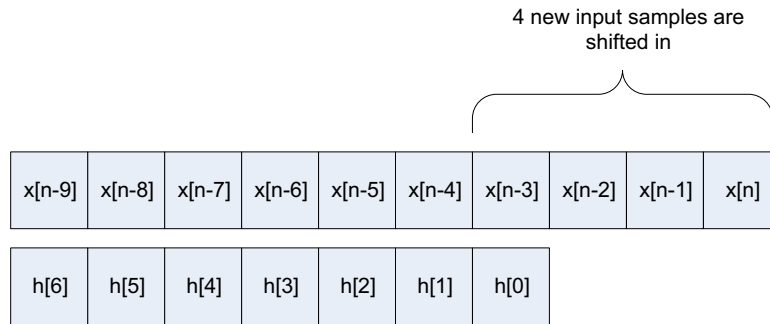 4 new input samples are
shifted in
x[n-9] x[n-8] x[n-7] x[n-6] x[n-5] x[n-4] x[n-3] x[n-2] x[n-1] x[n]
h[6] h[5] h[4] h[3] h[2] h[1] h[0]